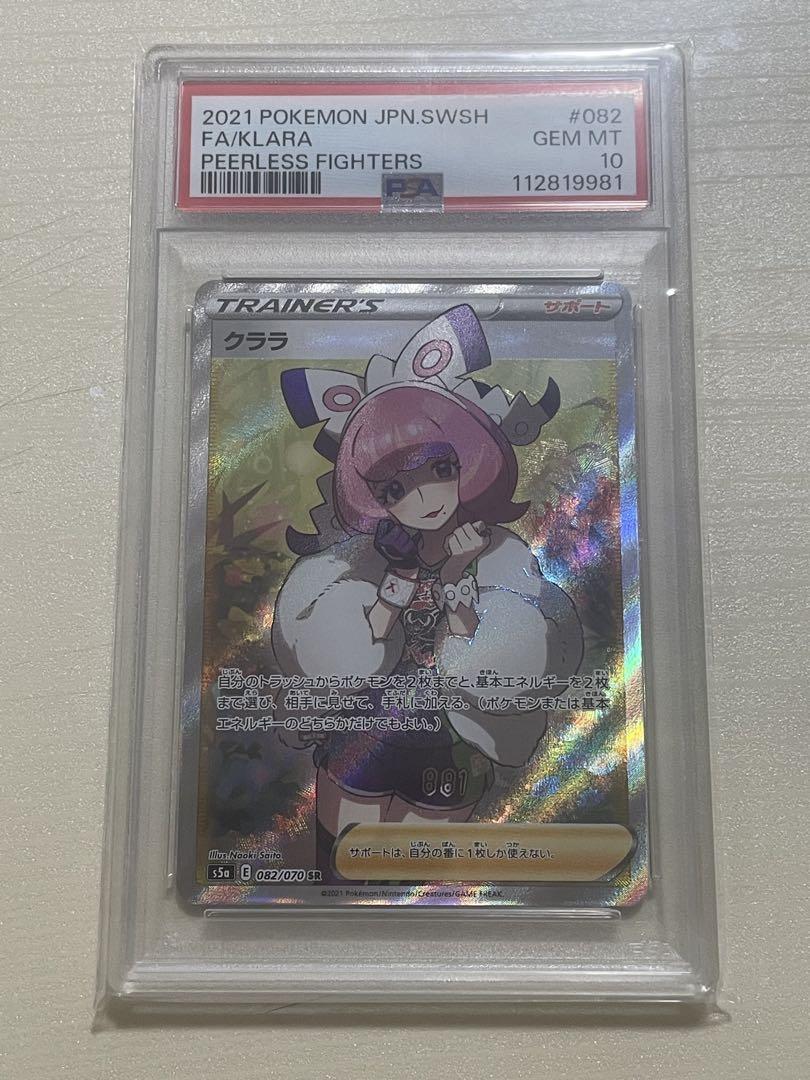 2021 POKEMON JPN.SWSH #082
FA/KLARA GEM MT
PEERLESS FIGHTERS 10
PSA 112819981
TRAINER'S サポート
クララ
自分のトラッシュからポケモンを2枚までと、基本エネルギーを2枚
まで選び、相手に見せて、手札に加える。(ポケモンまたは基本
エネルギーのどちらかだけでもよい。)
881
Illus. Naoki Saito
サポートは、自分の番に1枚しか使えない。
s5a E 082/070 SR
©2021 Pokémon/Nintendo/Creatures/GAME FREAK.